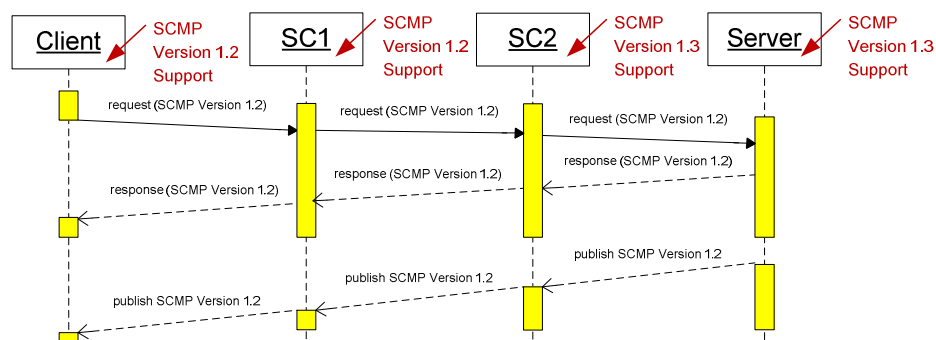 Client
SCMP
Version 1.2
Support
SC1
SCMP
Version 1.2
Support
SC2
SCMP
Version 1.3
Support
Server
SCMP
Version 1.3
Support
request (SCMP Version 1.2)
request (SCMP Version 1.2)
request (SCMP Version 1.2)
response (SCMP Version 1.2)
response (SCMP Version 1.2)
response (SCMP Version 1.2)
publish SCMP Version 1.2
publish SCMP Version 1.2
publish SCMP Version 1.2